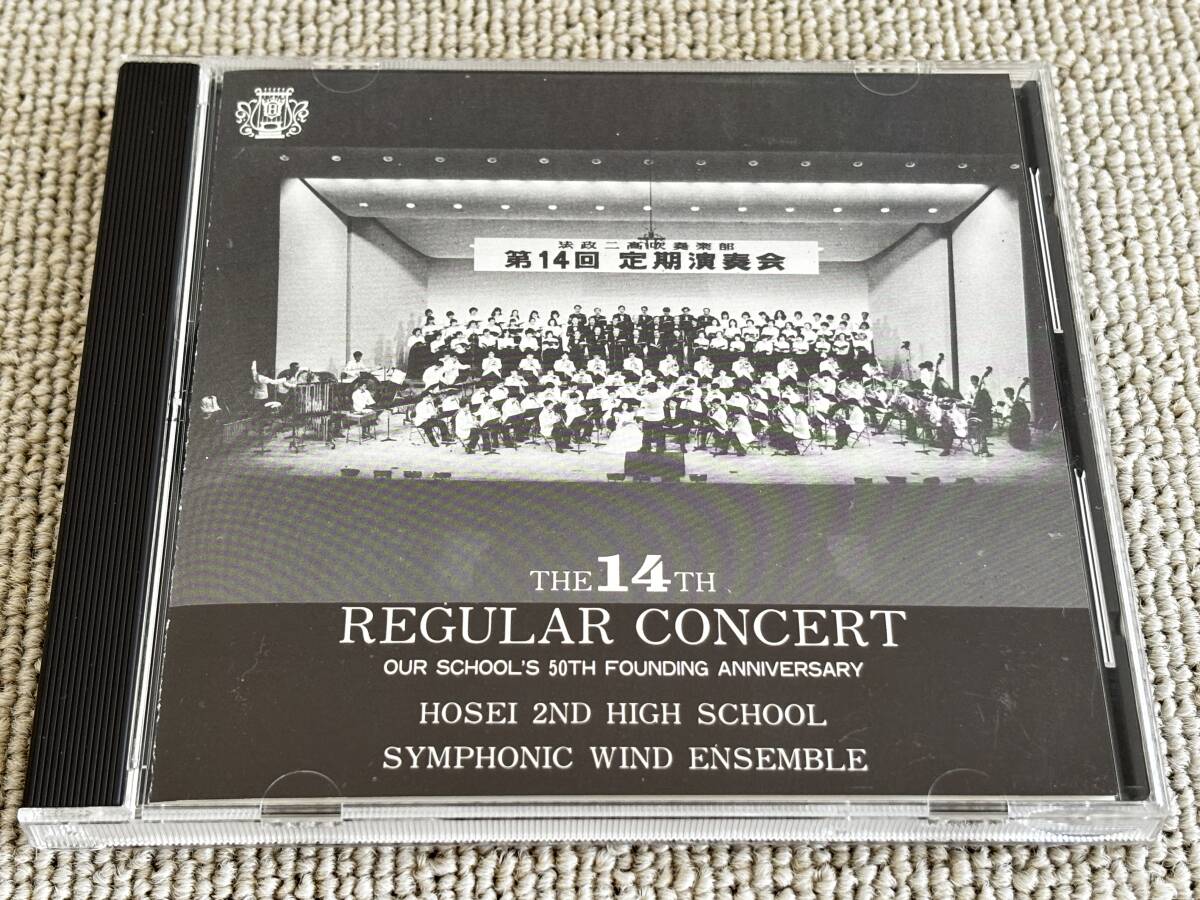 法政二高吹奏楽部
第14回 定期演奏会
THE 14TH
REGULAR CONCERT
OUR SCHOOL'S 50TH FOUNDING ANNIVERSARY
HOSEI 2ND HIGH SCHOOL
SYMPHONIC WIND ENSEMBLE